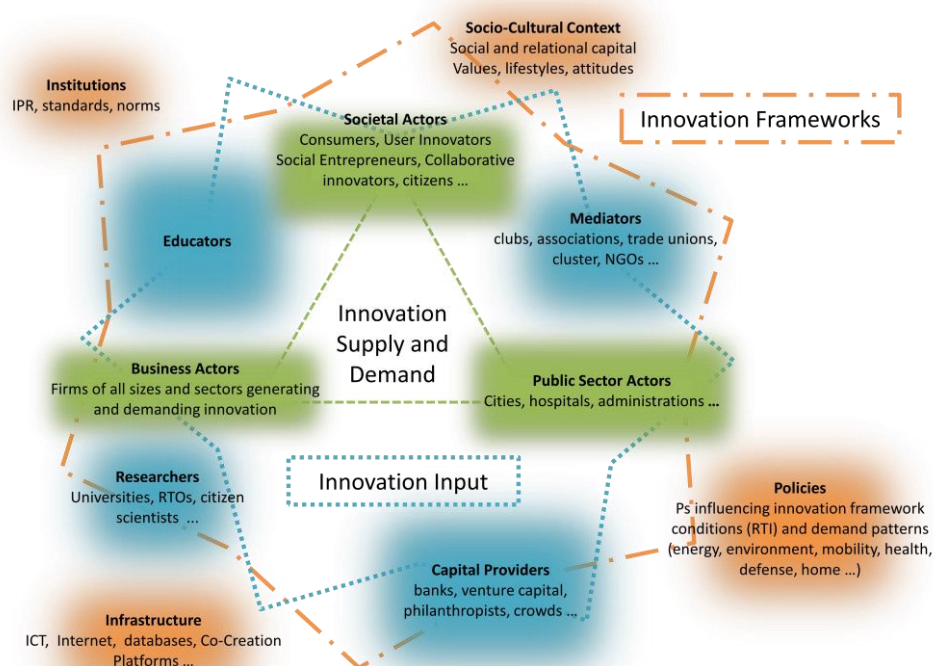 Socio-Cultural Context
Social and relational capital
Values, lifestyles, attitudes
Institutions
IPR, standards, norms
Innovation Frameworks
Societal Actors
Consumers, User Innovators
Social Entrepreneurs, Collaborative
innovators, citizens ...
Educators
Mediators
clubs, associations, trade unions,
cluster, NGOs ...
Innovation
Supply and
Demand
Business Actors
Firms of all sizes and sectors generating
and demanding innovation
Public Sector Actors
Cities, hospitals, administrations ...
Researchers
Universities, RTOs, citizen
scientists ...
Innovation Input
Policies
Ps influencing innovation framework
conditions (RTI) and demand patterns
(energy, environment, mobility, health,
defense, home ...)
Capital Providers
banks, venture capital,
philanthropists, crowds ...
Infrastructure
ICT, Internet, databases, Co-Creation
Platforms ...